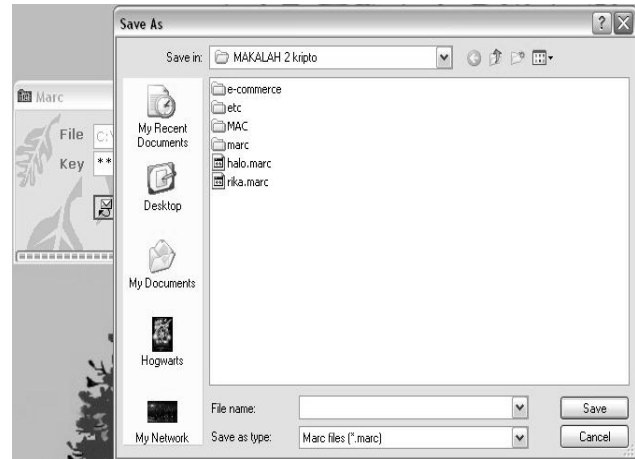 Save As
Save in:
MAKALAH 2 kripto
Marc
File
C:\
Key
**
My Recent
Documents
Desktop
My Documents
Hogwarts
My Network
e-commerce
etc
MAC
marc
halo.marc
rika.marc
File name:
Save
Save as type:
Marc files (*.marc)
Cancel